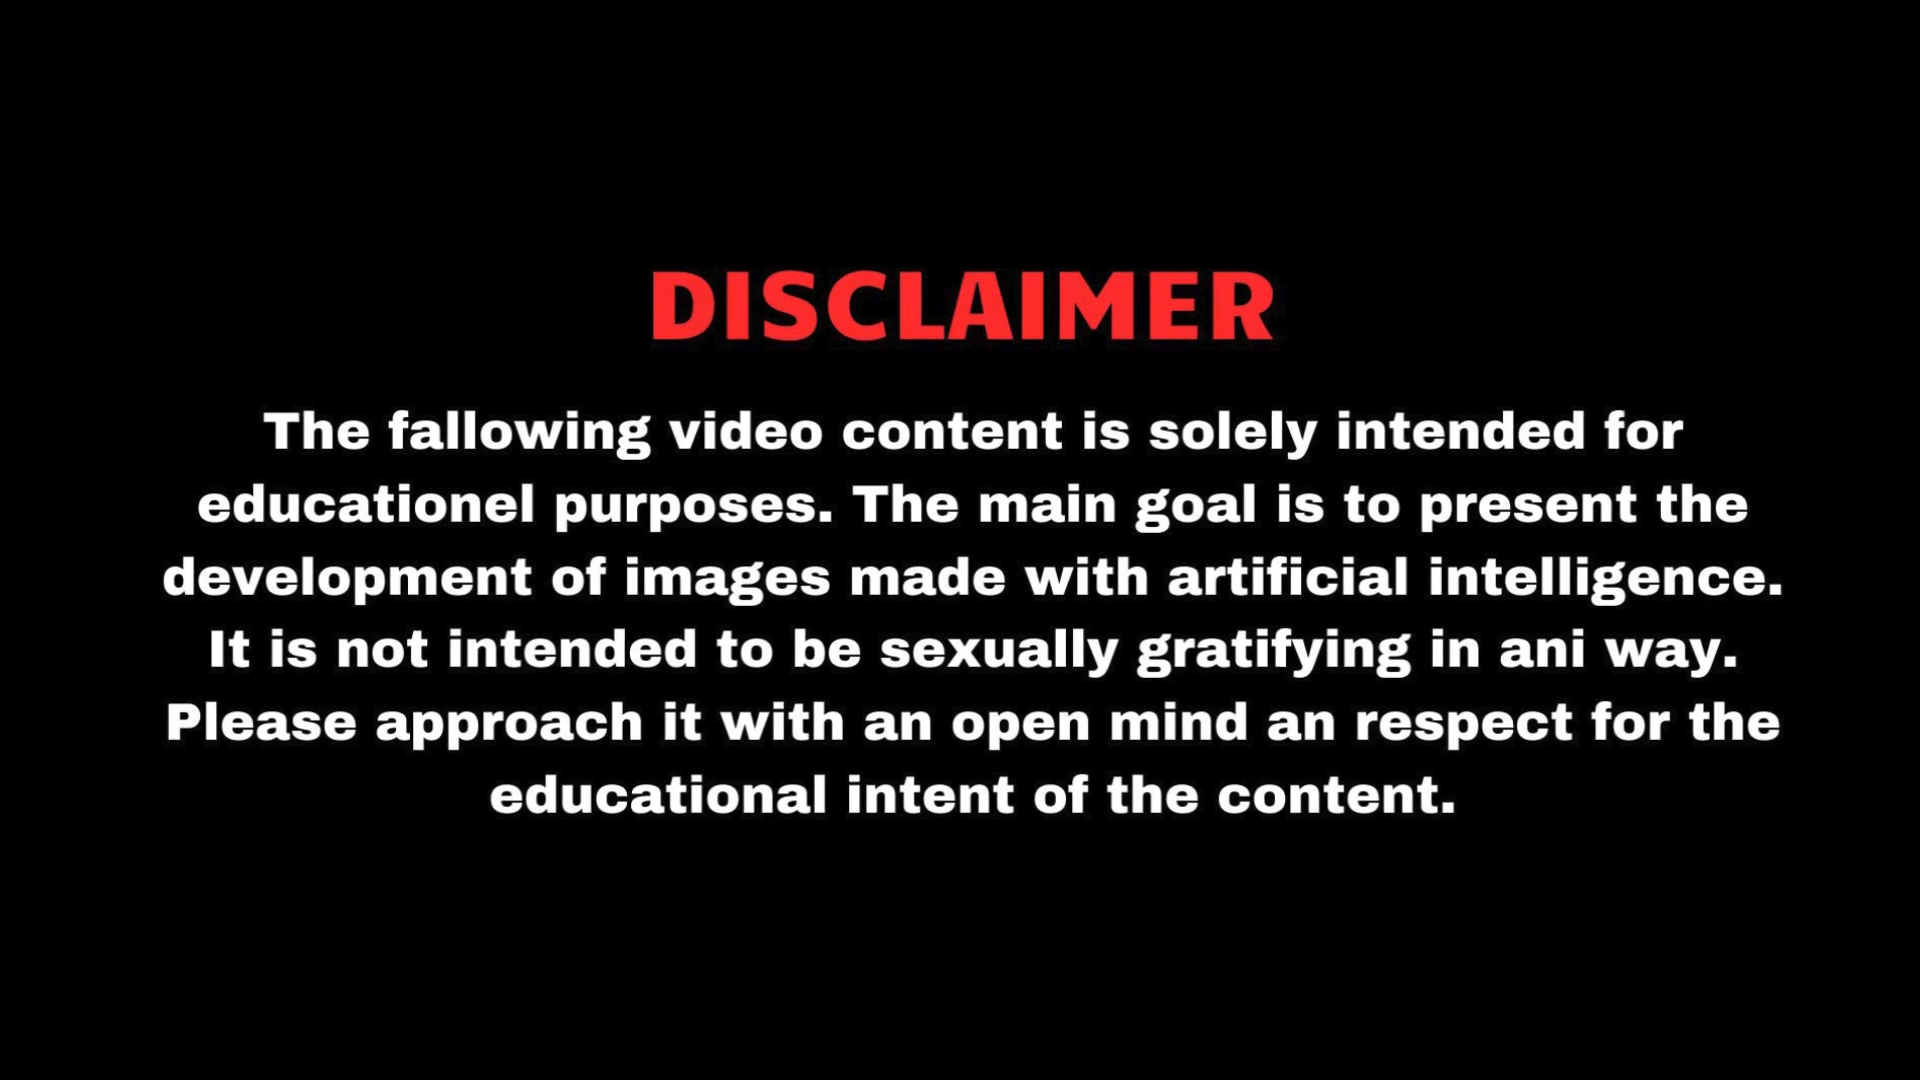 DISCLAIMER
The fallowing video content is solely intended for
educationel purposes. The main goal is to present the
development of images made with artificial intelligence.
It is not intended to be sexually gratifying in ani way.
Please approach it with an open mind an respect for the
educational intent of the content.